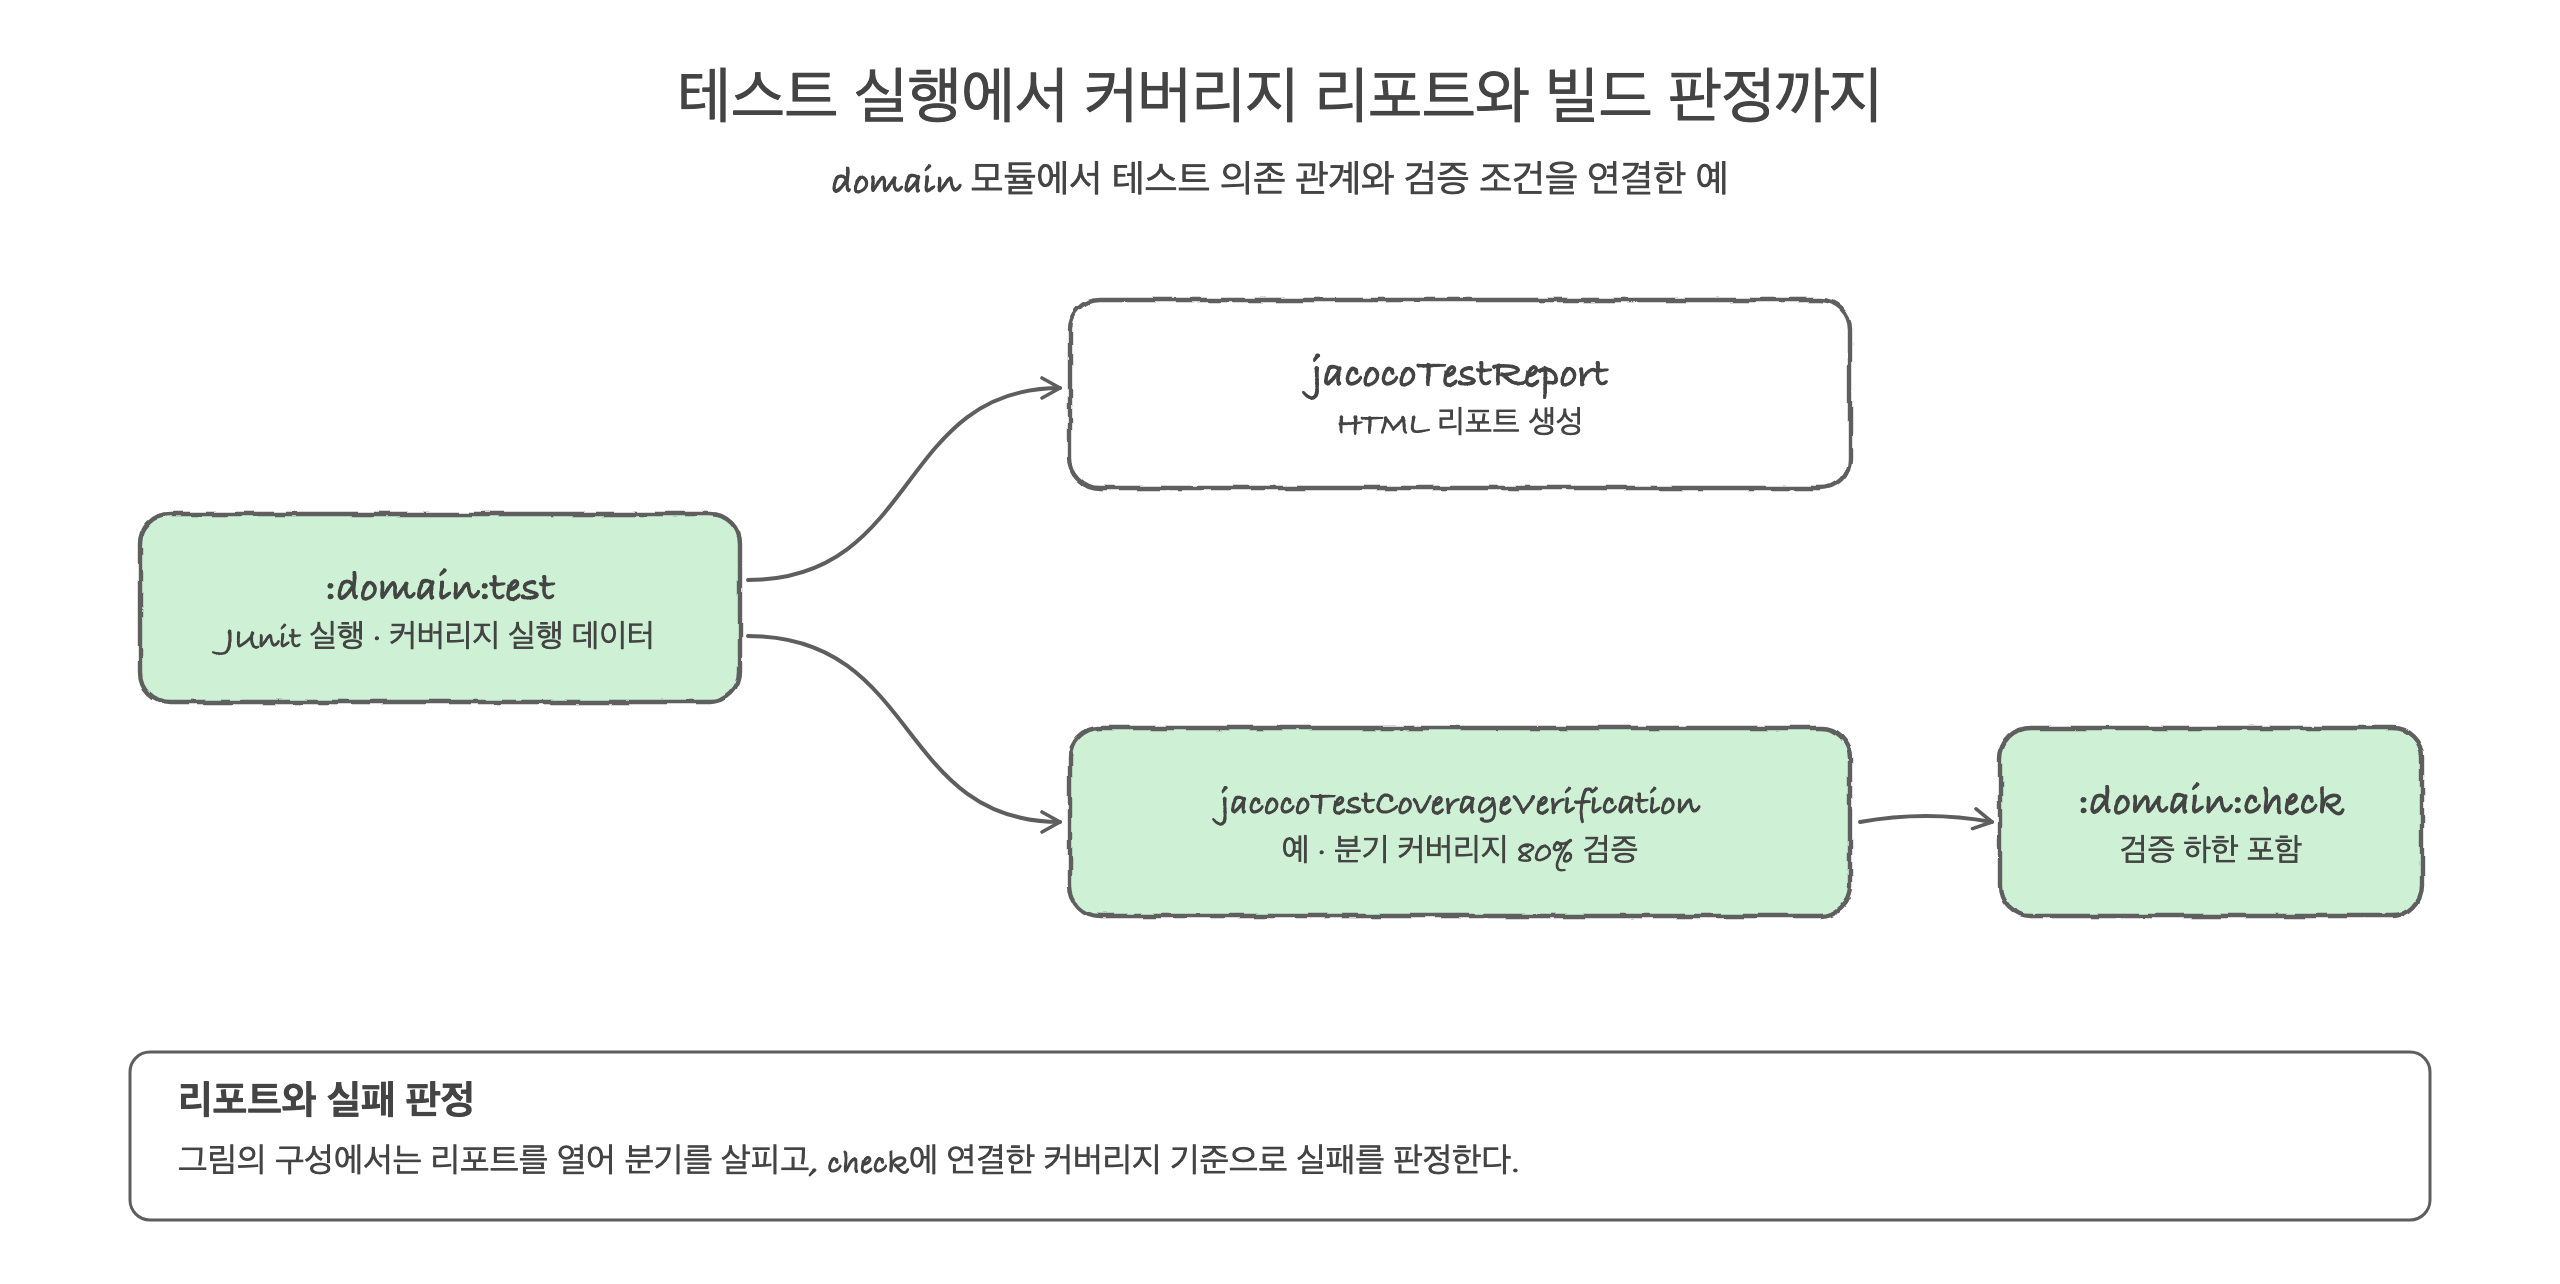 테스트 실행에서 커버리지 리포트와 빌드 판정까지
domain 모듈에서 테스트 의존 관계와 검증 조건을 연결한 예
jacocoTestReport
HTML 리포트 생성
:domain:test
JUnit 실행 · 커버리지 실행 데이터
jacocoTestCoverageVerification
예 · 분기 커버리지 80% 검증
:domain:check
검증 하한 포함
리포트와 실패 판정
그림의 구성에서는 리포트를 열어 분기를 살피고, check에 연결한 커버리지 기준으로 실패를 판정한다.